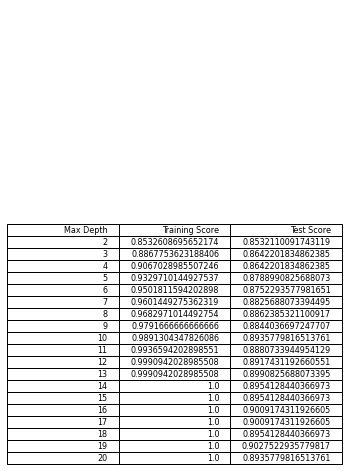 Max Depth Training Score Test Score
2 0.8532608695652174 0.8532110091743119
3 0.8867753623188406 0.8642201834862385
4 0.9067028985507246 0.8642201834862385
5 0.9329710144927537 0.8788990825688073
6 0.9501811594202898 0.8752293577981651
7 0.9601449275362319 0.8825688073394495
8 0.9682971014492754 0.8862385321100917
9 0.9791666666666666 0.8844036697247707
10 0.9891304347826086 0.8935779816513761
11 0.9936594202898551 0.8880733944954129
12 0.9990942028985508 0.8917431192660551
13 0.9990942028985508 0.8990825688073395
14 1.0 0.8954128440366973
15 1.0 0.8954128440366973
16 1.0 0.9009174311926605
17 1.0 0.9009174311926605
18 1.0 0.8954128440366973
19 1.0 0.9027522935779817
20 1.0 0.8935779816513761